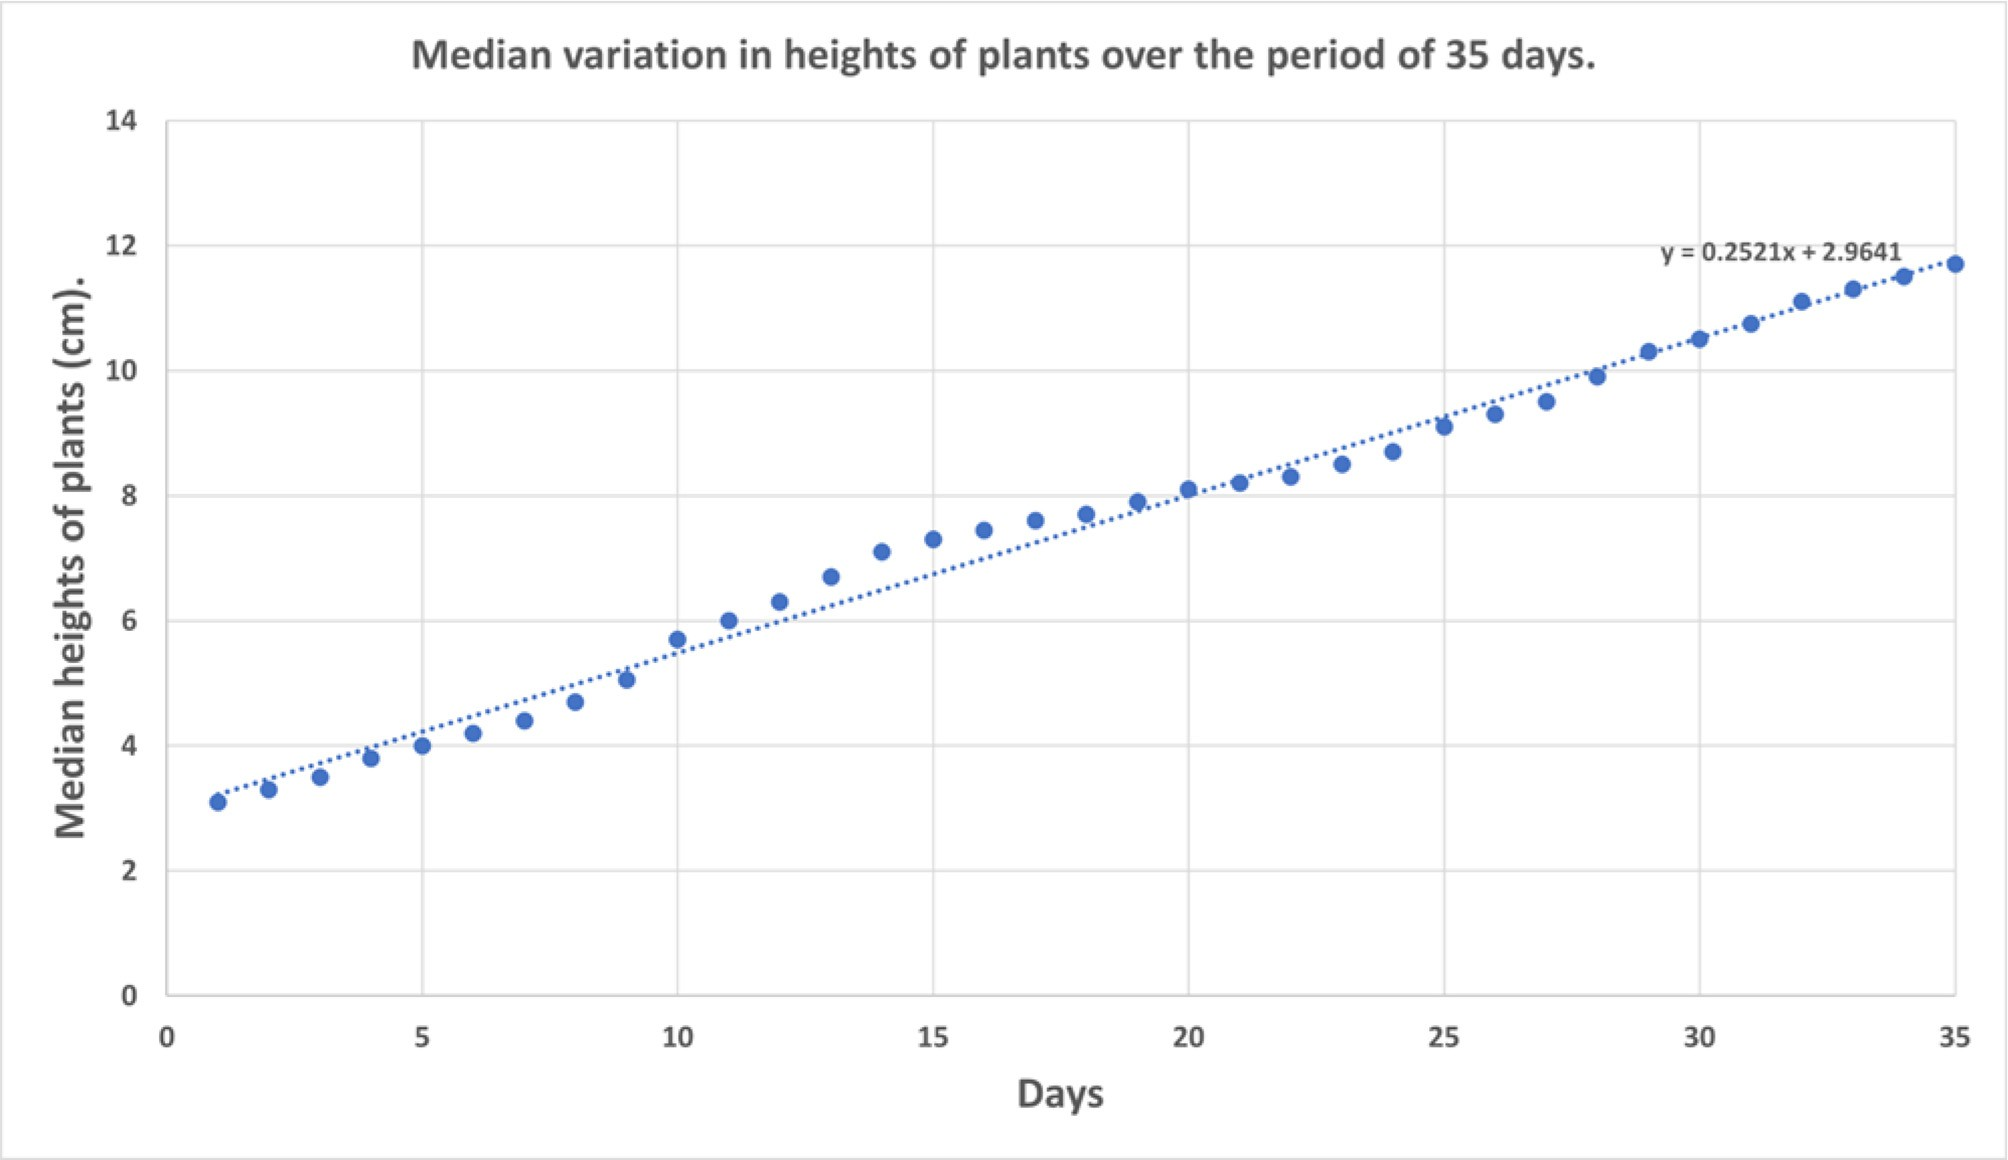 Median variation in heights of plants over the period of 35 days.
14
12
10
8
6
4
2
0
Median heights of plants (cm).
y = 0.2521x + 2.9641
0 5 10 15 20 25 30 35
Days